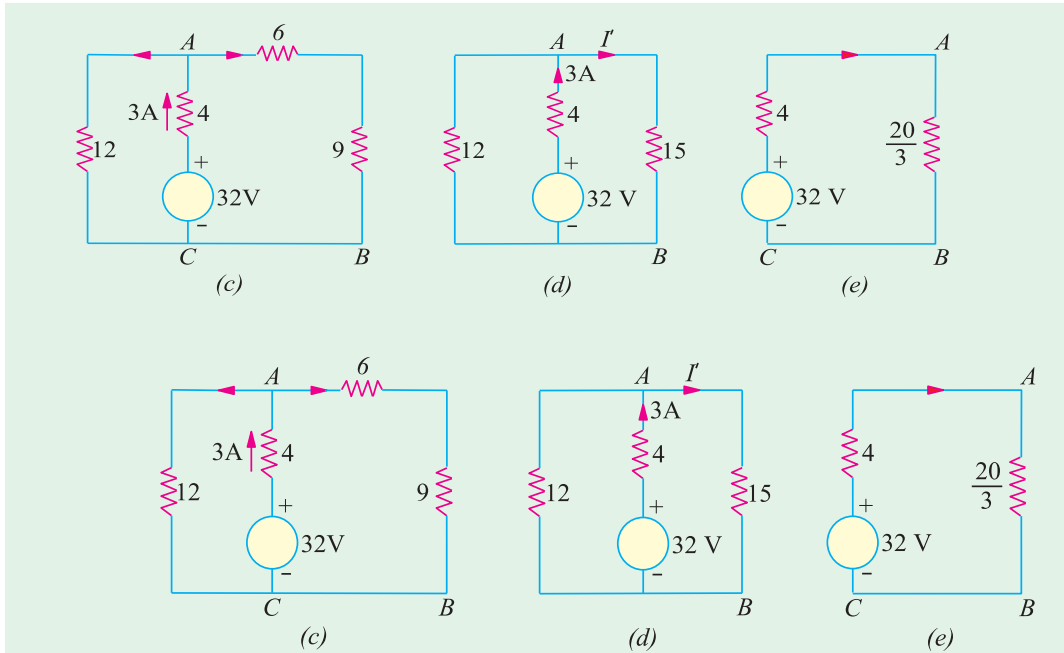 A 6 A I′ A
3A 4 3A 4 4
12 9 12 15 20/3
+ 32V - + 32 V - + 32 V -
C B B C B
(c) (d) (e)
A 6 A I′ A
3A 4 3A 4 4
12 9 12 15 20/3
+ 32V - + 32 V - + 32 V -
C B B C B
(c) (d) (e)